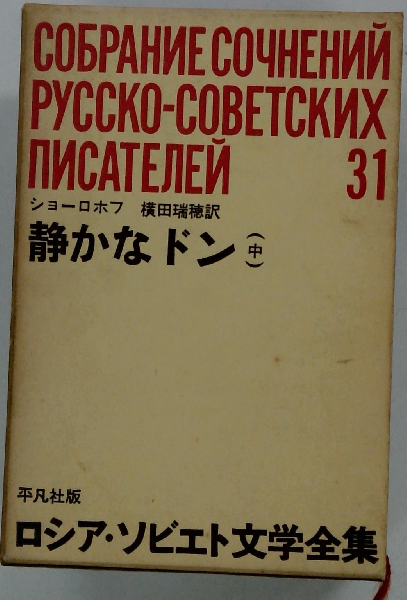 СОБРАНИЕ СОЧНЕНИЙ
РУССКО-СОВЕТСКИХ
ПИСАТЕЛЕЙ 31
ショーロホフ 横田瑞穂訳
静かなドン(中)
平凡社版
ロシア・ソビエト文学全集